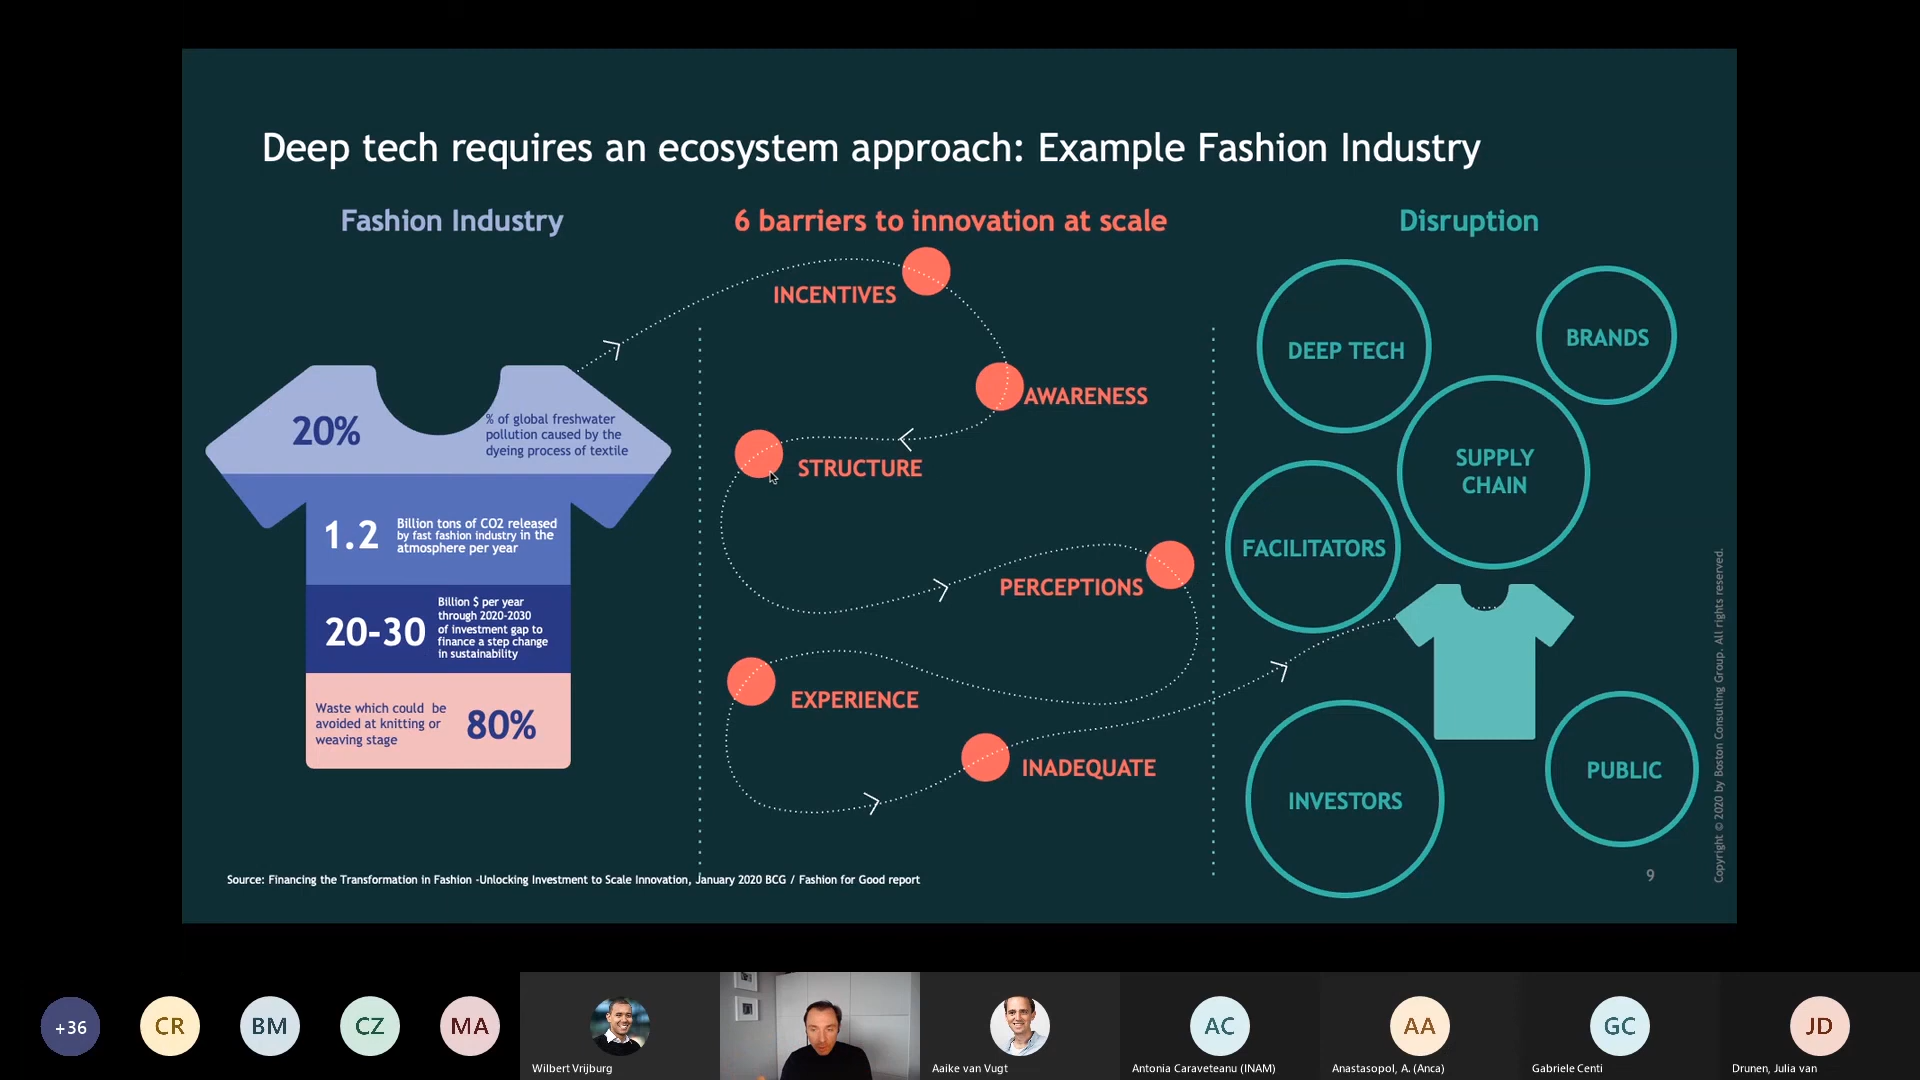 Deep tech requires an ecosystem approach: Example Fashion Industry
Fashion Industry
20%
% of global freshwater
pollution caused by the
dyeing process of textile
1.2
Billion tons of CO2 released
by fast fashion industry in the
atmosphere per year
20-30
Billion $ per year
through 2020-2030
of investment gap to
finance a step change
in sustainability
Waste which could be
avoided at knitting or
weaving stage
80%
6 barriers to innovation at scale
INCENTIVES
AWARENESS
STRUCTURE
PERCEPTIONS
EXPERIENCE
INADEQUATE
Disruption
DEEP TECH
BRANDS
SUPPLY
CHAIN
FACILITATORS
INVESTORS
PUBLIC
Source: Financing the Transformation in Fashion -Unlocking Investment to Scale Innovation, January 2020 BCG / Fashion for Good report
9
Copyright © 2020 by Boston Consulting Group. All rights reserved.
+36
CR
BM
CZ
MA
Wilbert Vrijburg
Aaike van Vugt
AC
Antonia Caraveteanu (INAM)
AA
Anastasopol, A. (Anca)
GC
Gabriele Centi
JD
Drunen, Julia van